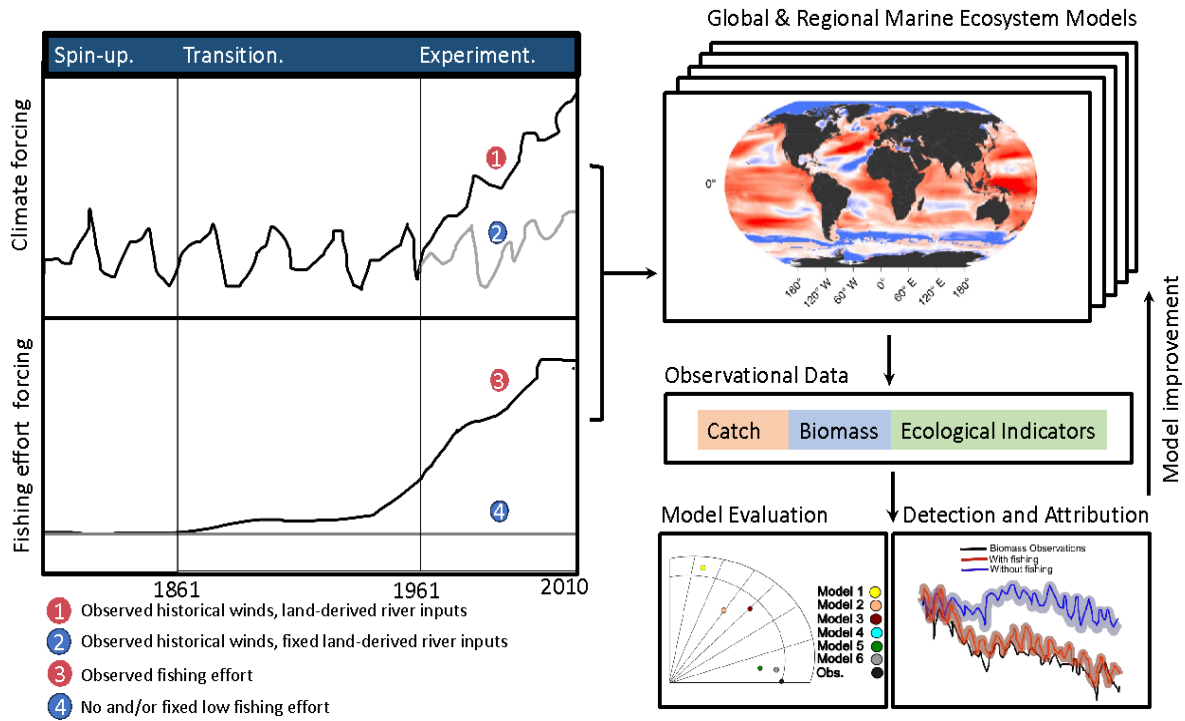 Global & Regional Marine Ecosystem Models
Spin-up. Transition. Experiment.
Climate forcing
1
2
0°
180° 120° W 60° W 0° 60° E 120° E 180°
Fishing effort forcing
3
4
1861 1961 2010
1 Observed historical winds, land-derived river inputs
2 Observed historical winds, fixed land-derived river inputs
3 Observed fishing effort
4 No and/or fixed low fishing effort
Observational Data
Catch Biomass Ecological Indicators
Model improvement
Model Evaluation
Model 1
Model 2
Model 3
Model 4
Model 5
Model 6
Obs.
Detection and Attribution
Biomass Observations
With fishing
Without fishing